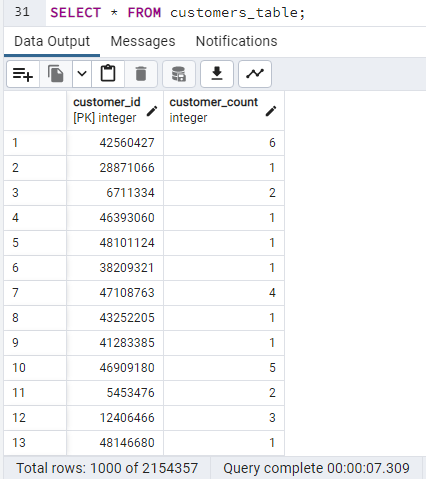 31 SELECT * FROM customers_table;
Data Output Messages Notifications
customer_id customer_count
[PK] integer integer
1 42560427 6
2 28871066 1
3 6711334 2
4 46393060 1
5 48101124 1
6 38209321 1
7 47108763 4
8 43252205 1
9 41283385 1
10 46909180 5
11 5453476 2
12 12406466 3
13 48146680 1
Total rows: 1000 of 2154357 Query complete 00:00:07.309